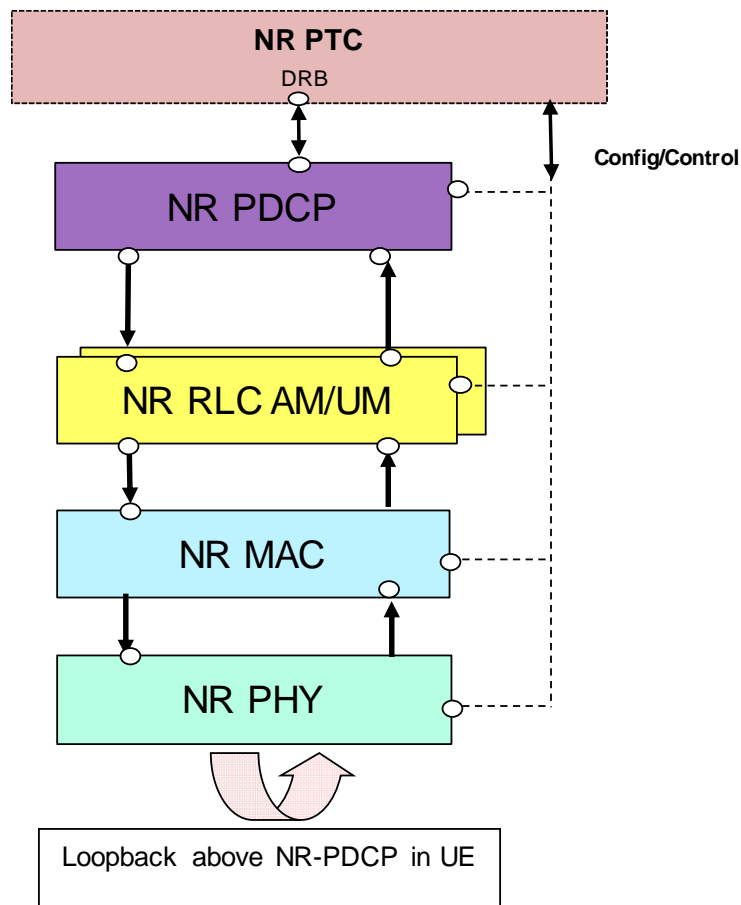 NR PTC
DRB
Config/Control
NR PDCP
NR RLC AM/UM
NR MAC
NR PHY
Loopback above NR-PDCP in UE